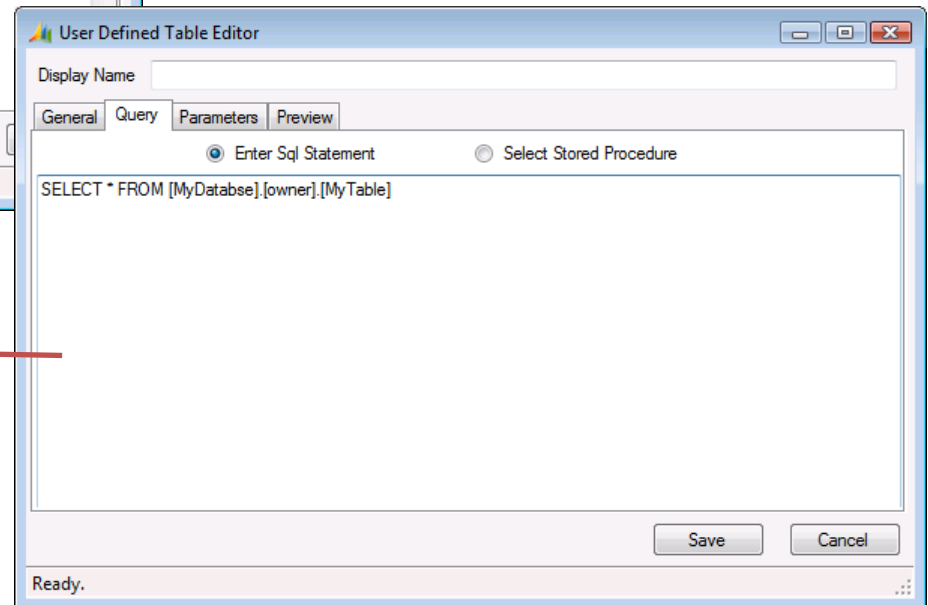 User Defined Table Editor
Display Name
General Query Parameters Preview
Enter Sql Statement Select Stored Procedure
SELECT * FROM [MyDatabse].[owner].[MyTable]
Save Cancel
Ready.